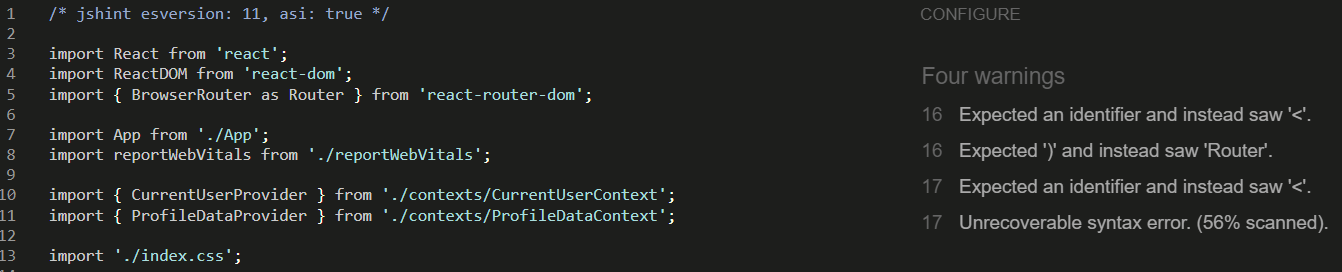 1 /* jshint esversion: 11, asi: true */
2
3 import React from 'react';
4 import ReactDOM from 'react-dom';
5 import { BrowserRouter as Router } from 'react-router-dom';
6
7 import App from './App';
8 import reportWebVitals from './reportWebVitals';
9
10 import { CurrentUserProvider } from './contexts/CurrentUserContext';
11 import { ProfileDataProvider } from './contexts/ProfileDataContext';
12
13 import './index.css';
CONFIGURE
Four warnings
16 Expected an identifier and instead saw '<'.
16 Expected ')' and instead saw 'Router'.
17 Expected an identifier and instead saw '<'.
17 Unrecoverable syntax error. (56% scanned).